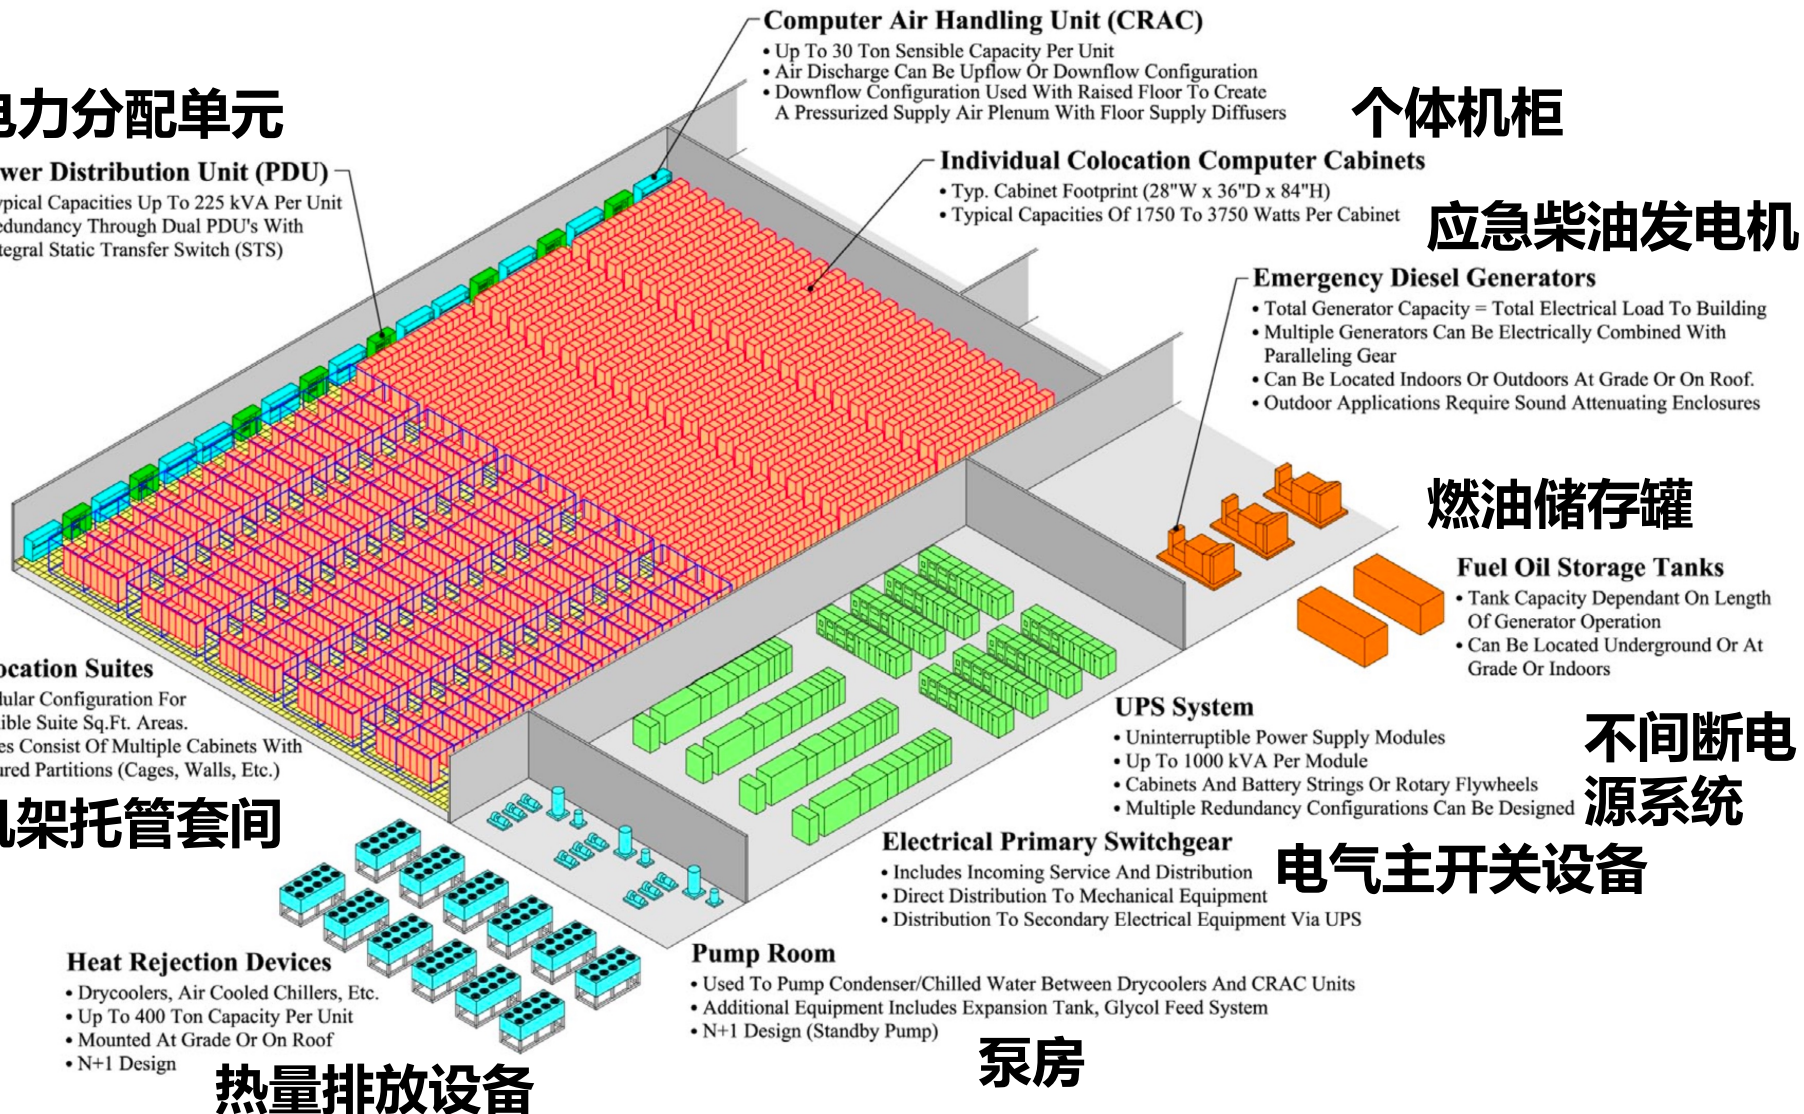 Computer Air Handling Unit (CRAC)
• Up To 30 Ton Sensible Capacity Per Unit
• Air Discharge Can Be Upflow Or Downflow Configuration
• Downflow Configuration Used With Raised Floor To Create
A Pressurized Supply Air Plenum With Floor Supply Diffusers
电力分配单元
wer Distribution Unit (PDU)
ypical Capacities Up To 225 kVA Per Unit
edundancy Through Dual PDU's With
tegral Static Transfer Switch (STS)
个体机柜
Individual Colocation Computer Cabinets
• Typ. Cabinet Footprint (28"W x 36"D x 84"H)
• Typical Capacities Of 1750 To 3750 Watts Per Cabinet
应急柴油发电机
Emergency Diesel Generators
• Total Generator Capacity = Total Electrical Load To Building
• Multiple Generators Can Be Electrically Combined With
Paralleling Gear
• Can Be Located Indoors Or Outdoors At Grade Or On Roof.
• Outdoor Applications Require Sound Attenuating Enclosures
燃油储存罐
Fuel Oil Storage Tanks
• Tank Capacity Dependant On Length
Of Generator Operation
• Can Be Located Underground Or At
Grade Or Indoors
ocation Suites
ular Configuration For
ible Suite Sq.Ft. Areas.
es Consist Of Multiple Cabinets With
ured Partitions (Cages, Walls, Etc.)
机架托管套间
UPS System
• Uninterruptible Power Supply Modules
• Up To 1000 kVA Per Module
• Cabinets And Battery Strings Or Rotary Flywheels
• Multiple Redundancy Configurations Can Be Designed
不间断电
源系统
Electrical Primary Switchgear
• Includes Incoming Service And Distribution
• Direct Distribution To Mechanical Equipment
• Distribution To Secondary Electrical Equipment Via UPS
电气主开关设备
Heat Rejection Devices
• Drycoolers, Air Cooled Chillers, Etc.
• Up To 400 Ton Capacity Per Unit
• Mounted At Grade Or On Roof
• N+1 Design
热量排放设备
Pump Room
• Used To Pump Condenser/Chilled Water Between Drycoolers And CRAC Units
• Additional Equipment Includes Expansion Tank, Glycol Feed System
• N+1 Design (Standby Pump)
泵房